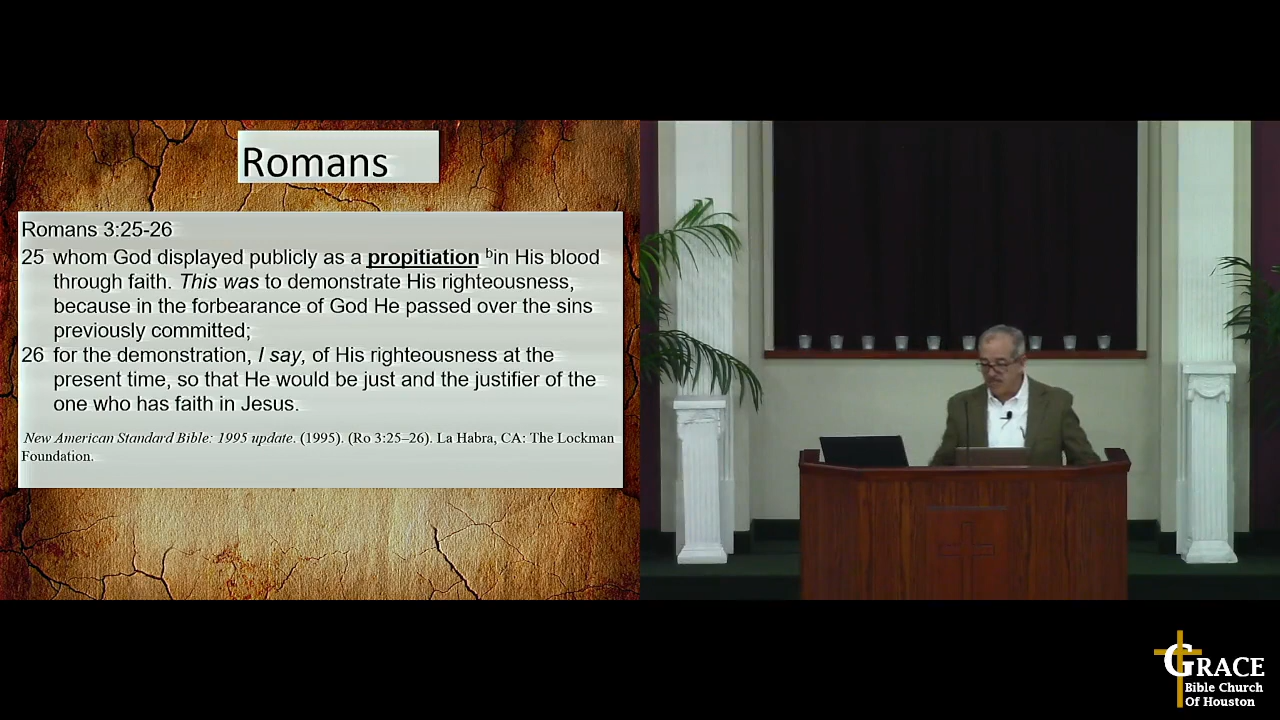 Romans
Romans 3:25-26
25 whom God displayed publicly as a propitiation bin His blood
through faith. This was to demonstrate His righteousness,
because in the forbearance of God He passed over the sins
previously committed;
26 for the demonstration, I say, of His righteousness at the
present time, so that He would be just and the justifier of the
one who has faith in Jesus.
New American Standard Bible: 1995 update. (1995). (Ro 3:25–26). La Habra, CA: The Lockman
Foundation.
GRACE
Bible Church
Of Houston